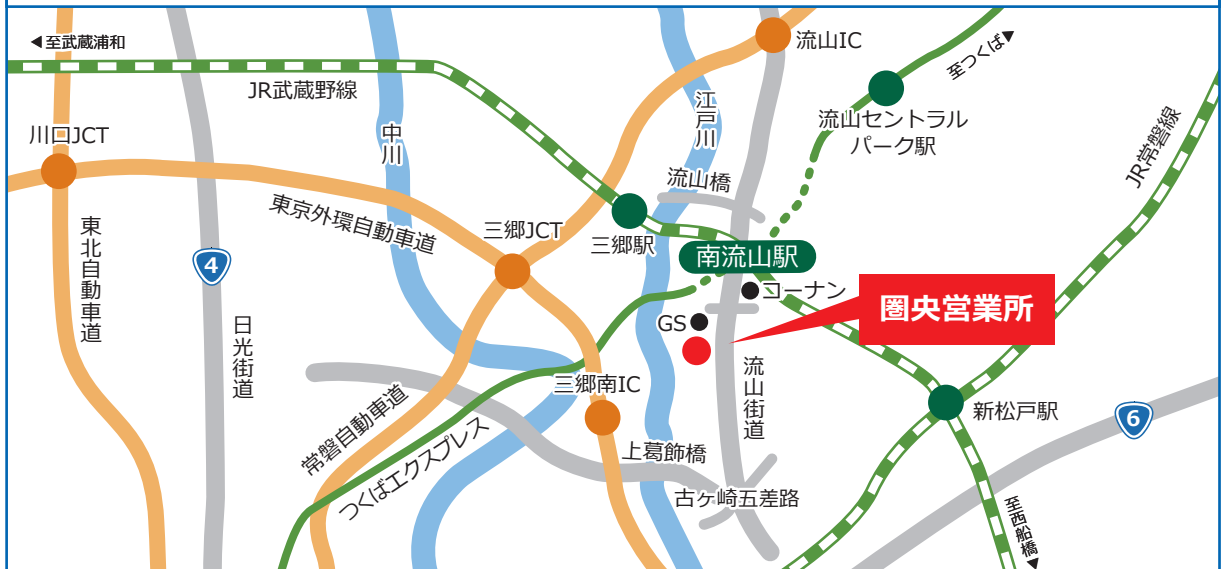 ◀至武蔵浦和
JR武蔵野線
川口JCT
東北自動車道
4
日光街道
東京外環自動車道
中川
三郷JCT
常磐自動車道
つくばエクスプレス
三郷南IC
上葛飾橋
古ヶ崎五差路
三郷駅
江戸川
流山橋
流山IC
至つくば▶
流山セントラル
パーク駅
JR常磐線
南流山駅
コーナン
GS
圏央営業所
流山街道
新松戸駅
6
至西船橋▶